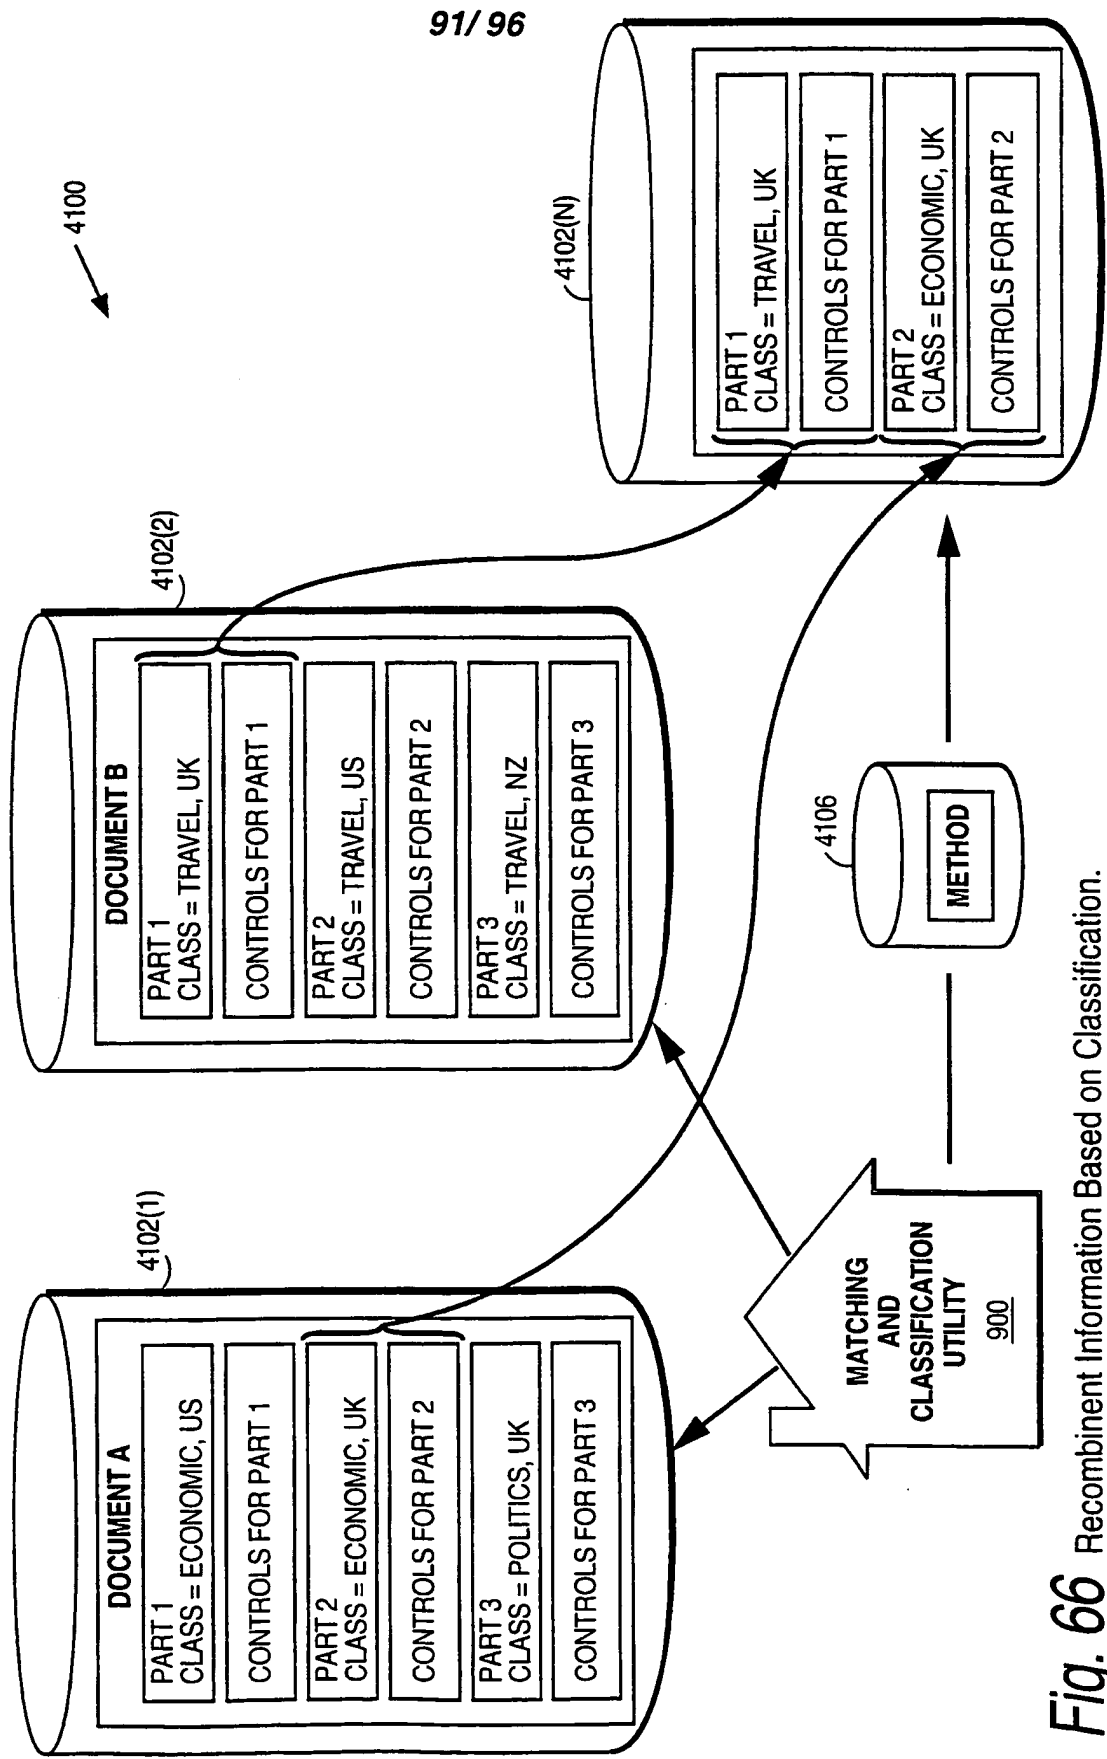 91/96
4100
4102(1)
DOCUMENT A
PART 1
CLASS = ECONOMIC, US
CONTROLS FOR PART 1
PART 2
CLASS = ECONOMIC, UK
CONTROLS FOR PART 2
PART 3
CLASS = POLITICS, UK
CONTROLS FOR PART 3
4102(2)
DOCUMENT B
PART 1
CLASS = TRAVEL, UK
CONTROLS FOR PART 1
PART 2
CLASS = TRAVEL, US
CONTROLS FOR PART 2
PART 3
CLASS = TRAVEL, NZ
CONTROLS FOR PART 3
4102(N)
PART 1
CLASS = TRAVEL, UK
CONTROLS FOR PART 1
PART 2
CLASS = ECONOMIC, UK
CONTROLS FOR PART 2
MATCHING
AND
CLASSIFICATION
UTILITY
900
4106
METHOD
Fig. 66 Recombinent Information Based on Classification.